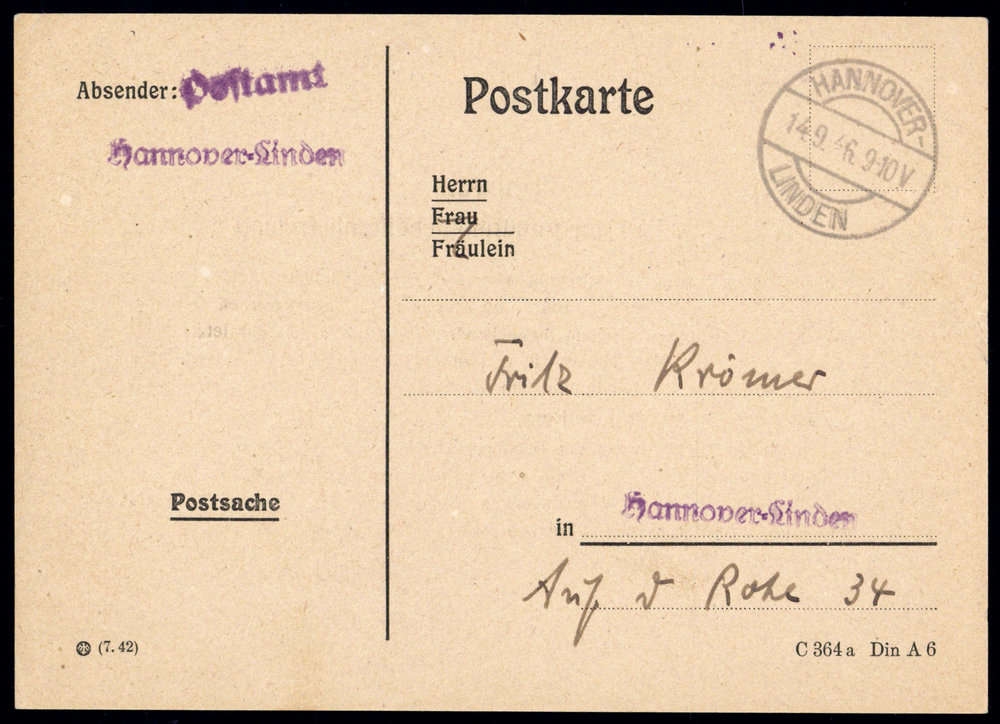 Absender: Postamt
Hannover-Linden
Postkarte
HANNOVER-
14.9.46.9-10V
LINDEN
Herrn
Frau
Fräulein
Fritz Krömer
Postsache
in Hannover-Linden
Auf d Rohe 34
(7. 42)
C 364 a Din A 6